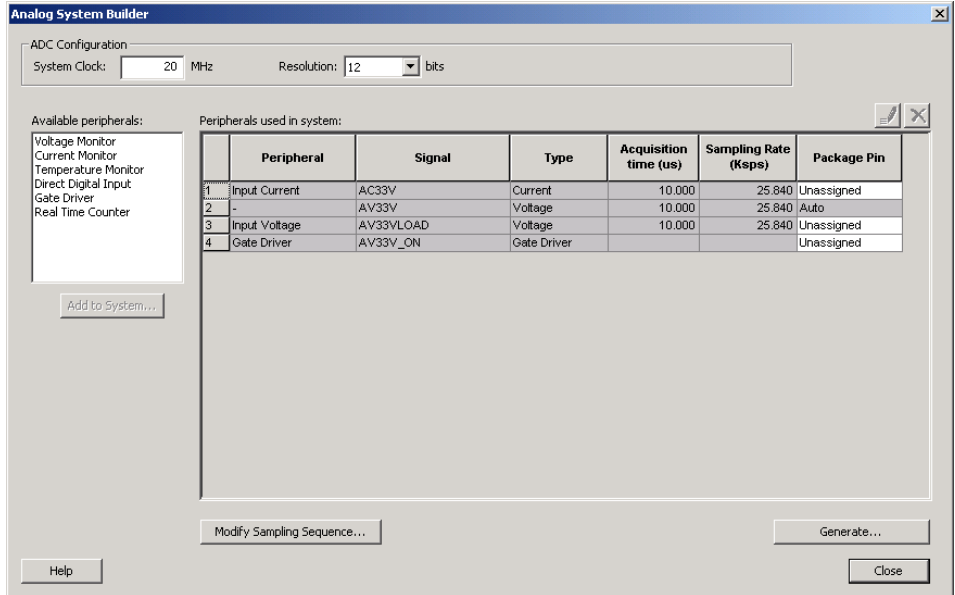 Analog System Builder
ADC Configuration
System Clock: 20 MHz Resolution: 12 bits
Available peripherals:
Voltage Monitor
Current Monitor
Temperature Monitor
Direct Digital Input
Gate Driver
Real Time Counter
Add to System...
Peripherals used in system:
Peripheral Signal Type Acquisition time (us) Sampling Rate (Ksps) Package Pin
1 Input Current AC33V Current 10.000 25.840 Unassigned
2 - AV33V Voltage 10.000 25.840 Auto
3 Input Voltage AV33VLOAD Voltage 10.000 25.840 Unassigned
4 Gate Driver AV33V_ON Gate Driver Unassigned
Modify Sampling Sequence... Generate...
Help Close